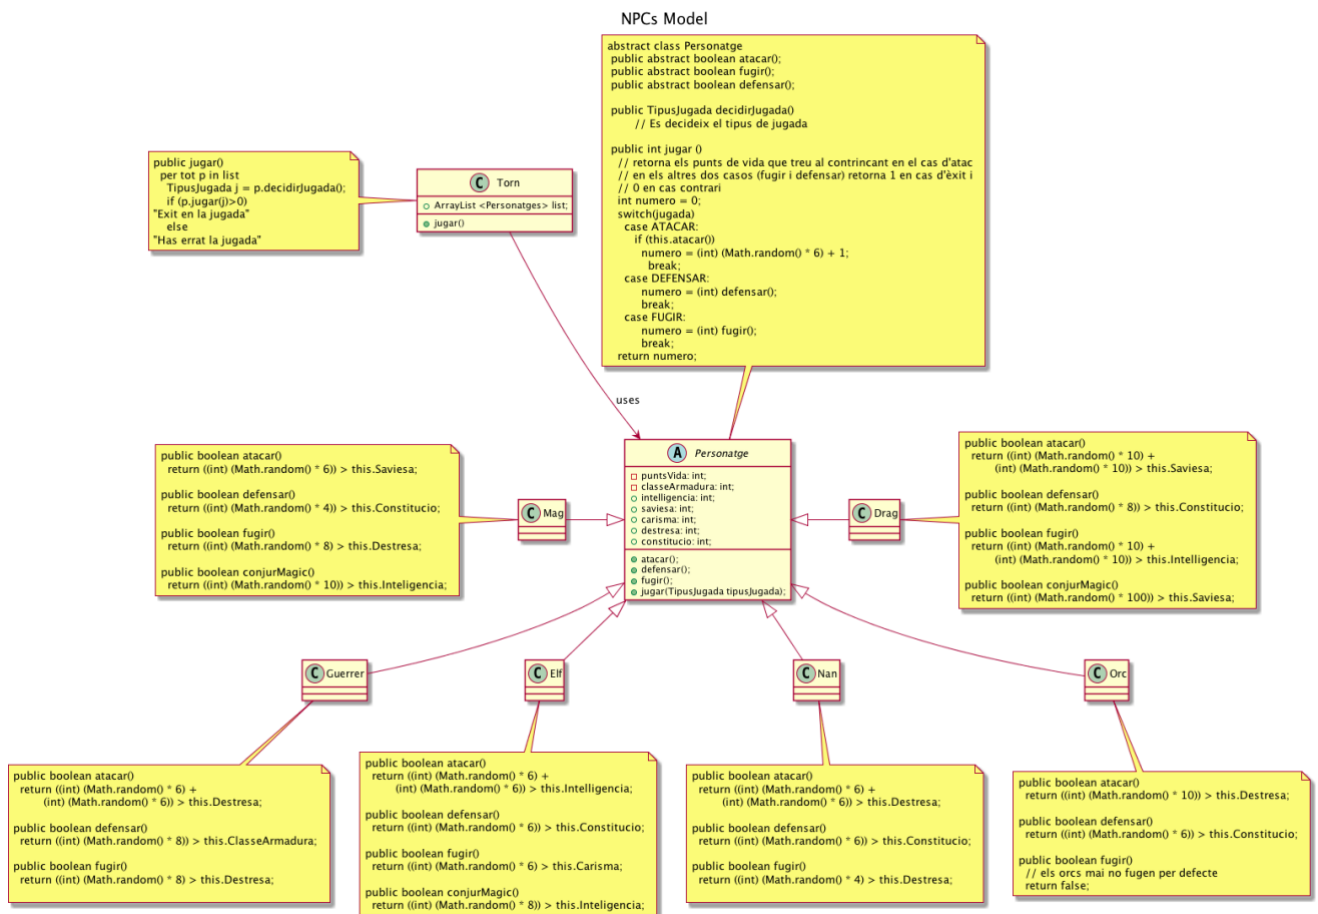 NPCs Model
abstract class Personatge
public abstract boolean atacar();
public abstract boolean fugir();
public abstract boolean defensar();
public TipusJugada decidirJugada()
// Es decideix el tipus de jugada
public int jugar ()
// retorna els punts de vida que treu al contrincant en el cas d'atac
// en els altres dos casos (fugir i defensar) retorna 1 en cas d'èxit i
// 0 en cas contrari
int numero = 0;
switch(jugada)
case ATACAR:
if (this.atacar())
numero = (int) (Math.random() * 6) + 1;
break;
case DEFENSAR:
numero = (int) defensar();
break;
case FUGIR:
numero = (int) fugir();
break;
return numero;
public jugar()
per tot p in list
TipusJugada j = p.decidirJugada();
if (p.jugar(j)>0)
"Exit en la jugada"
else
"Has errat la jugada"
C Torn
ArrayList <Personatges> list;
jugar()
uses
A Personatge
puntsVida: int;
classeArmadura: int;
intelligencia: int;
saviesa: int;
carisma: int;
destresa: int;
constitucio: int;
atacar();
defensar();
fugir();
jugar(TipusJugada tipusJugada);
public boolean atacar()
return ((int) (Math.random() * 6)) > this.Saviesa;
public boolean defensar()
return ((int) (Math.random() * 4)) > this.Constitucio;
public boolean fugir()
return ((int) (Math.random() * 8) > this.Destresa;
public boolean conjurMagic()
return ((int) (Math.random() * 10)) > this.Inteligencia;
C Mag
C Drag
public boolean atacar()
return ((int) (Math.random() * 10) +
(int) (Math.random() * 10)) > this.Saviesa;
public boolean defensar()
return ((int) (Math.random() * 8)) > this.Constitucio;
public boolean fugir()
return ((int) (Math.random() * 10) +
(int) (Math.random() * 10)) > this.Intelligencia;
public boolean conjurMagic()
return ((int) (Math.random() * 100)) > this.Saviesa;
C Guerrer
C Elf
C Nan
C Orc
public boolean atacar()
return ((int) (Math.random() * 6) +
(int) (Math.random() * 6)) > this.Destresa;
public boolean defensar()
return ((int) (Math.random() * 8)) > this.ClasseArmadura;
public boolean fugir()
return ((int) (Math.random() * 8) > this.Destresa;
public boolean atacar()
return ((int) (Math.random() * 6) +
(int) (Math.random() * 6)) > this.Intelligencia;
public boolean defensar()
return ((int) (Math.random() * 6)) > this.Constitucio;
public boolean fugir()
return ((int) (Math.random() * 6) > this.Carisma;
public boolean conjurMagic()
return ((int) (Math.random() * 8)) > this.Inteligencia;
public boolean atacar()
return ((int) (Math.random() * 6) +
(int) (Math.random() * 6)) > this.Destresa;
public boolean defensar()
return ((int) (Math.random() * 6)) > this.Constitucio;
public boolean fugir()
return ((int) (Math.random() * 4) > this.Destresa;
public boolean atacar()
return ((int) (Math.random() * 10)) > this.Destresa;
public boolean defensar()
return ((int) (Math.random() * 6)) > this.Constitucio;
public boolean fugir()
// els orcs mai no fugen per defecte
return false;